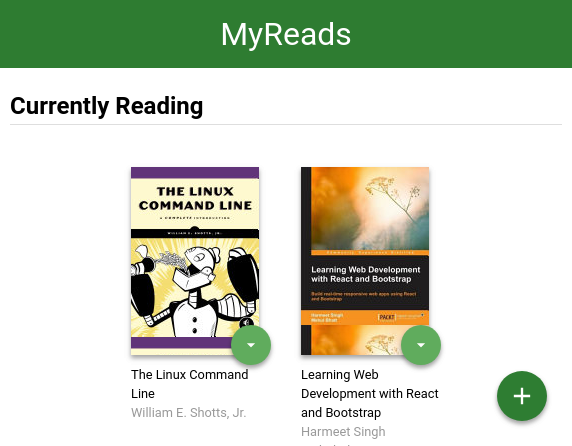 MyReads
Currently Reading
THE LINUX
COMMAND LINE
A COMPLETE INTRODUCTION
WILLIAM E. SHOTTS, JR.
Learning Web Development
with React and Bootstrap
Build real-time responsive web apps using React
and Bootstrap
Harmeet Singh
Mehul Bhatt
PACKT
The Linux Command
Line
William E. Shotts, Jr.
Learning Web
Development with React
and Bootstrap
Harmeet Singh